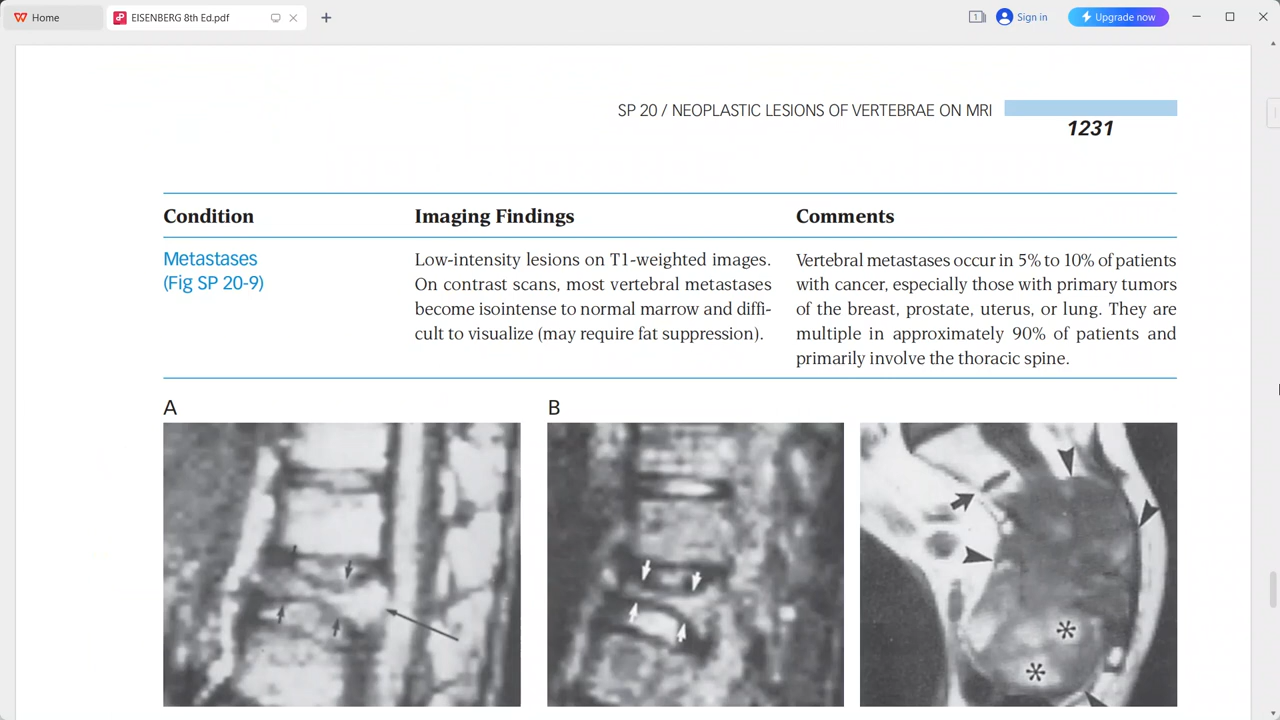 Home
EISENBERG 8th Ed.pdf
1
Sign in
Upgrade now
SP 20 / NEOPLASTIC LESIONS OF VERTEBRAE ON MRI
1231
Condition
Imaging Findings
Comments
Metastases
(Fig SP 20-9)
Low-intensity lesions on T1-weighted images.
On contrast scans, most vertebral metastases
become isointense to normal marrow and diffi-
cult to visualize (may require fat suppression).
Vertebral metastases occur in 5% to 10% of patients
with cancer, especially those with primary tumors
of the breast, prostate, uterus, or lung. They are
multiple in approximately 90% of patients and
primarily involve the thoracic spine.
A
B
*
*